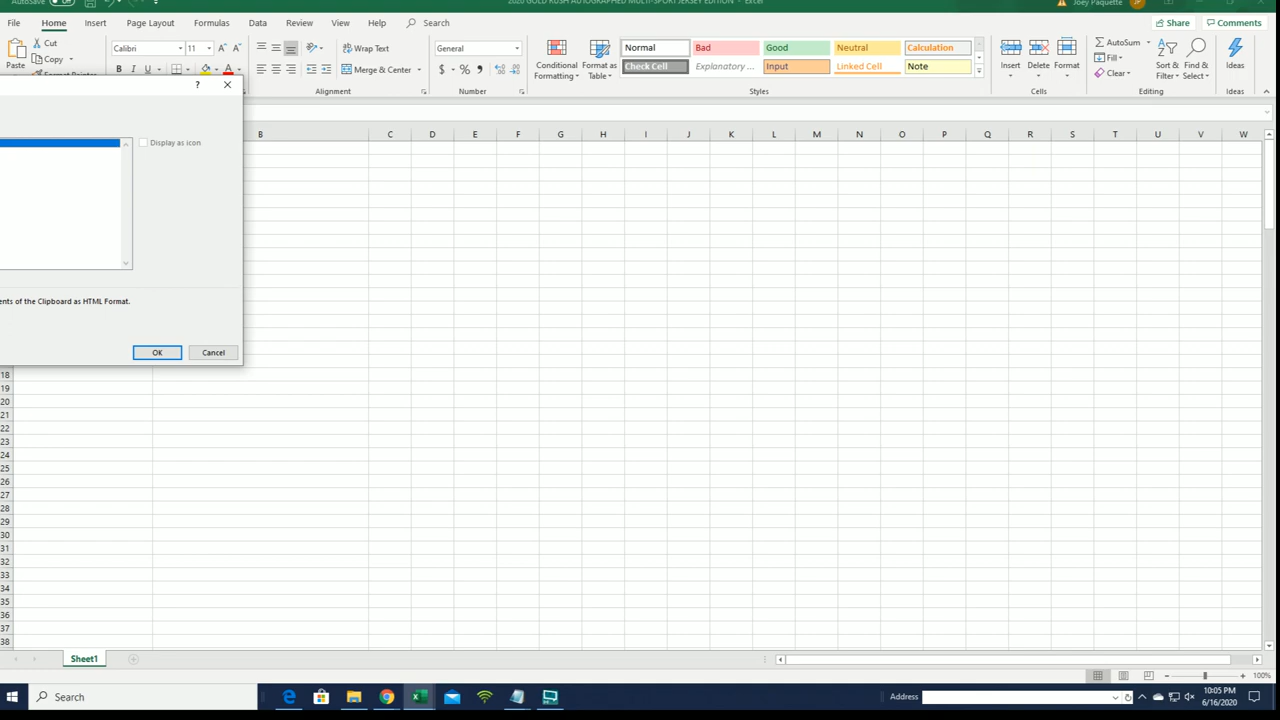 AutoSave Off 2020 GOLD RUSH AUTOGRAPHED MULTI-SPORT JERSEY EDITION - Excel Joey Paquette JP
File Home Insert Page Layout Formulas Data Review View Help Search Share Comments
Paste Cut Copy Format Painter
Calibri 11 A A Wrap Text General
B I U A Merge & Center $ %
Conditional Formatting Format as Table
Normal Bad Good Neutral Calculation
Check Cell Explanatory ... Input Linked Cell Note
Insert Delete Format
AutoSum Fill Clear
Sort & Filter Find & Select Ideas
Alignment Number Styles Cells Editing Ideas
?
B C D E F G H I J K L M N O P Q R S T U V W
Display as icon
ents of the Clipboard as HTML Format.
OK Cancel
18
19
20
21
22
23
24
25
26
27
28
29
30
31
32
33
34
35
36
37
38
Sheet1
100%
Search Address 10:05 PM
6/16/2020